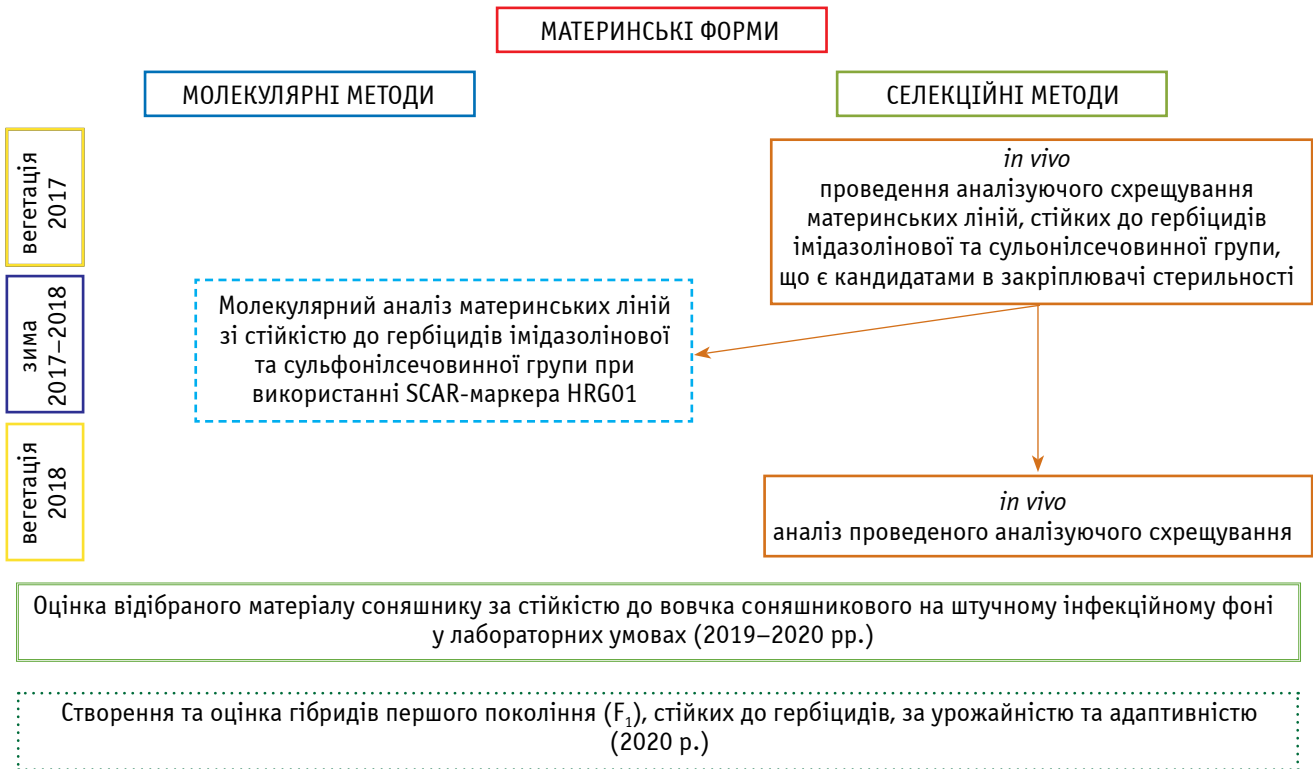 МАТЕРИНСЬКІ ФОРМИ
МОЛЕКУЛЯРНІ МЕТОДИ
СЕЛЕКЦІЙНІ МЕТОДИ
вегетація
2017
in vivo
проведення аналізуючого схрещування
материнських ліній, стійких до гербіцидів
імідазолінової та сульонілсечовинної групи,
що є кандидатами в закріплювачі стерильності
зима
2017–2018
Молекулярний аналіз материнських ліній
зі стійкістю до гербіцидів імідазолінової
та сульфонілсечовинної групи при
використанні SCAR-маркера HRG01
вегетація
2018
in vivo
аналіз проведеного аналізуючого схрещування
Оцінка відібраного матеріалу соняшнику за стійкістю до вовчка соняшникового на штучному інфекційному фоні
у лабораторних умовах (2019–2020 рр.)
Створення та оцінка гібридів першого покоління (F₁), стійких до гербіцидів, за урожайністю та адаптивністю
(2020 р.)